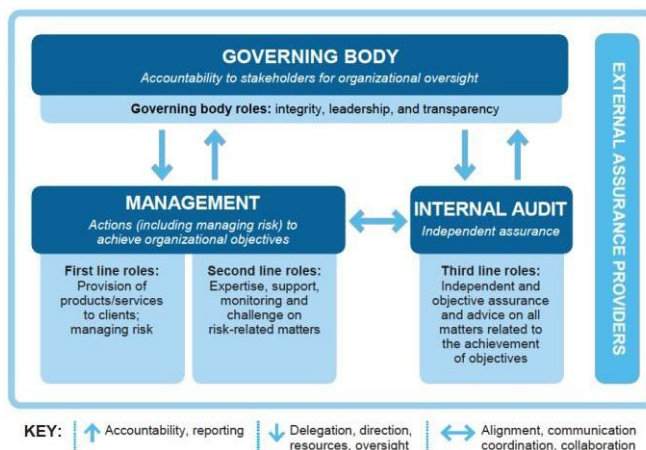 GOVERNING BODY
Accountability to stakeholders for organizational oversight
Governing body roles: integrity, leadership, and transparency
MANAGEMENT
Actions (including managing risk) to
achieve organizational objectives
First line roles:
Provision of
products/services
to clients;
managing risk
Second line roles:
Expertise, support,
monitoring and
challenge on
risk-related matters
INTERNAL AUDIT
Independent assurance
Third line roles:
Independent and
objective assurance
and advice on all
matters related to
the achievement
of objectives
EXTERNAL ASSURANCE PROVIDERS
KEY:
Accountability, reporting
Delegation, direction,
resources, oversight
Alignment, communication
coordination, collaboration